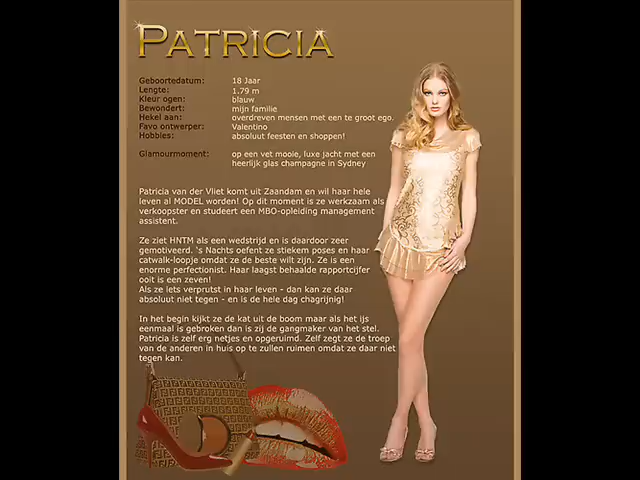 PATRICIA
Geboortedatum: 18 Jaar
Lengte: 1.79 m
Kleur ogen: blauw
Bewondert: mijn familie
Hekel aan: overdreven mensen met een te groot ego.
Favo ontwerper: Valentino
Hobbies: absoluut feesten en shoppen!
Glamourmoment: op een vet mooie, luxe jacht met een
heerlijk glas champagne in Sydney
Patricia van der Vliet komt uit Zaandam en wil haar hele
leven al MODEL worden! Op dit moment is ze werkzaam als
verkoopster en studeert een MBO-opleiding management
assistent.
Ze ziet HNTM als een wedstrijd en is daardoor zeer
gemotiveerd. 's Nachts oefent ze stiekem poses en haar
catwalk-loopje omdat ze de beste wilt zijn. Ze is een
enorme perfectionist. Haar laagst behaalde rapportcijfer
ooit is een zeven!
Als ze iets verprutst in haar leven - dan kan ze daar
absoluut niet tegen - en is de hele dag chagrijnig!
In het begin kijkt ze de kat uit de boom maar als het ijs
eenmaal is gebroken dan is zij de gangmaker van het stel.
Patricia is zelf erg netjes en opgeruimd. Zelf zegt ze de troep
van de anderen in huis op te zullen ruimen omdat ze daar niet
tegen kan.